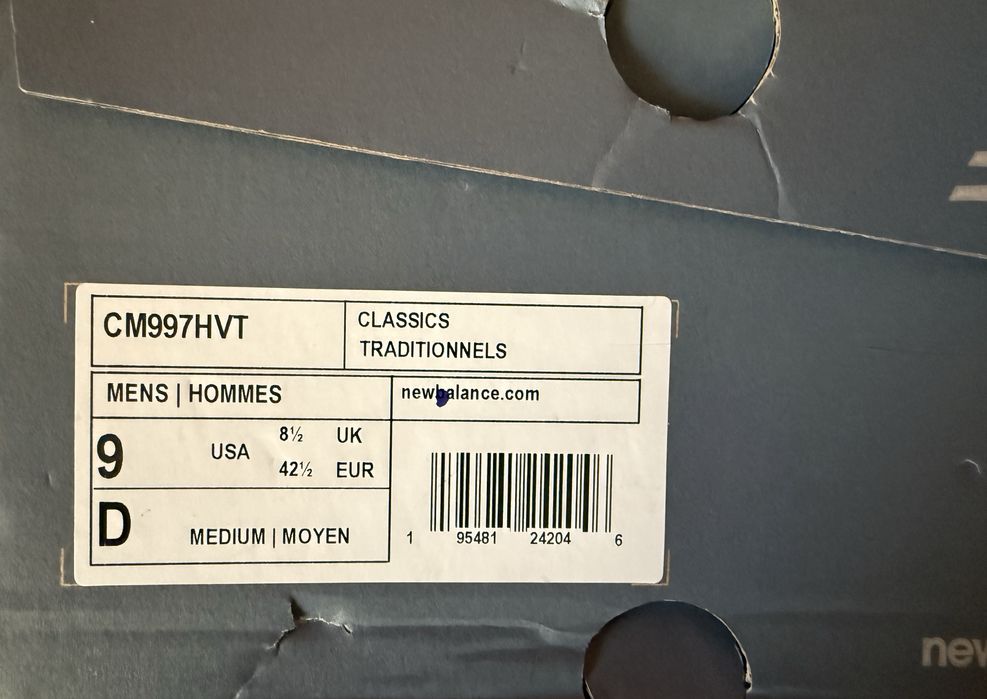 CM997HVT
CLASSICS
TRADITIONNELS
MENS | HOMMES
newbalance.com
9 USA 8½ UK
42½ EUR
D MEDIUM | MOYEN
1 95481 24204 6
new